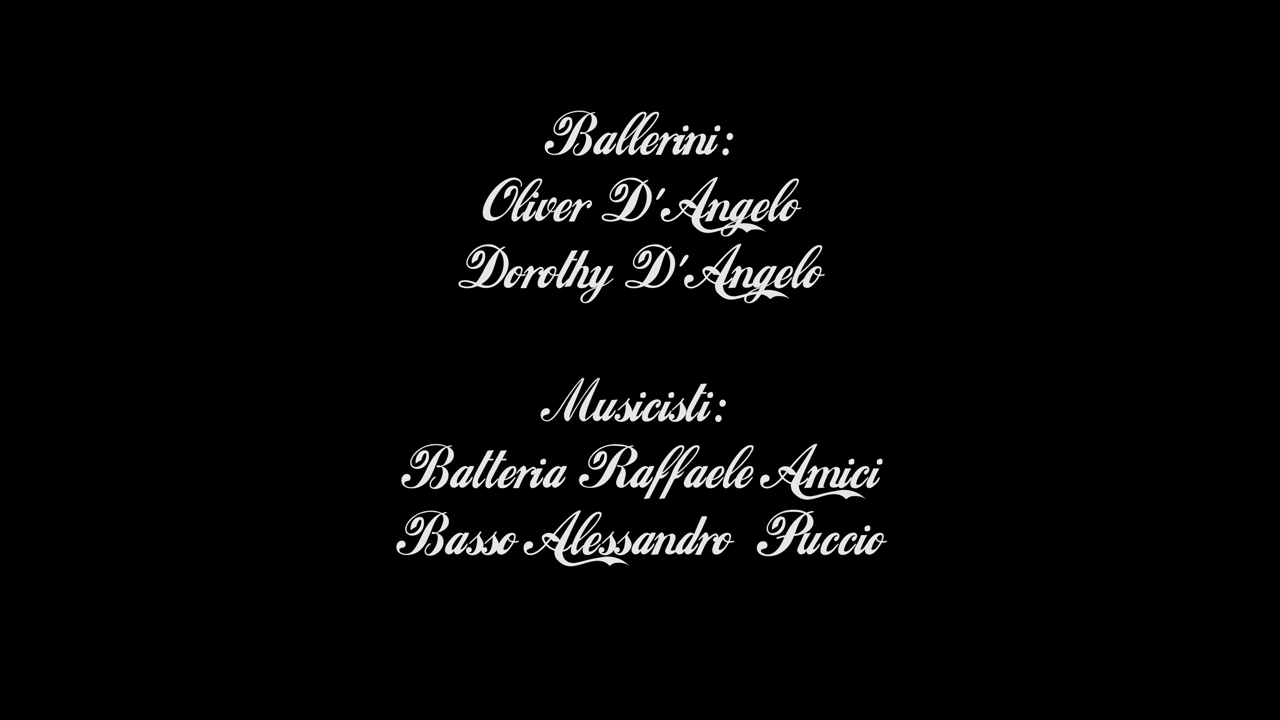 Ballerini:
Oliver D'Angelo
Dorothy D'Angelo
Musicisti:
Batteria Raffaele Amici
Basso Alessandro Puccio